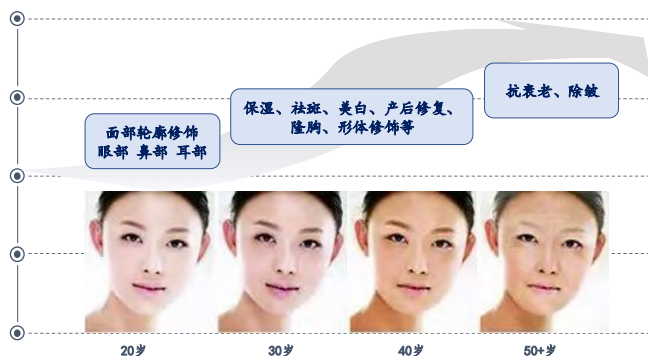 抗衰老、除敏
保湿、祛斑、美白、产后修复、
隆胸、形体修饰等
面部轮廓修饰
眼部 鼻部 耳部
20岁 30岁 40岁 50+岁